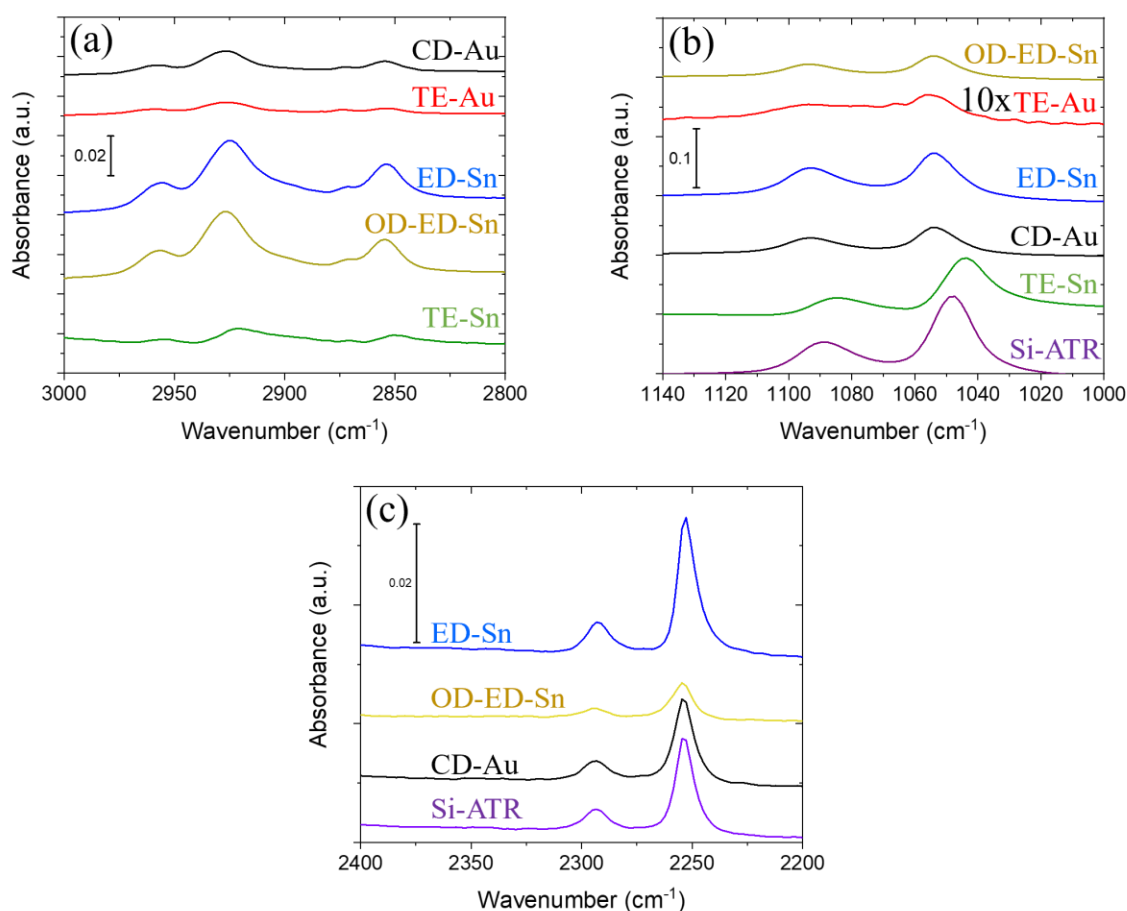 (a)
CD-Au
TE-Au
0.02
ED-Sn
OD-ED-Sn
TE-Sn
Absorbance (a.u.)
3000 2950 2900 2850 2800
Wavenumber (cm-1)
(b)
OD-ED-Sn
10x TE-Au
0.1
ED-Sn
CD-Au
TE-Sn
Si-ATR
Absorbance (a.u.)
1140 1120 1100 1080 1060 1040 1020 1000
Wavenumber (cm-1)
(c)
0.02
ED-Sn
OD-ED-Sn
CD-Au
Si-ATR
Absorbance (a.u.)
2400 2350 2300 2250 2200
Wavenumber (cm-1)